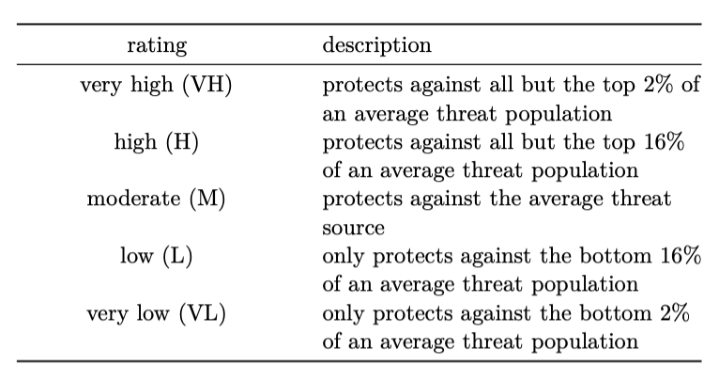 rating description
very high (VH) protects against all but the top 2% of
an average threat population
high (H) protects against all but the top 16%
of an average threat population
moderate (M) protects against the average threat
source
low (L) only protects against the bottom 16%
of an average threat population
very low (VL) only protects against the bottom 2%
of an average threat population